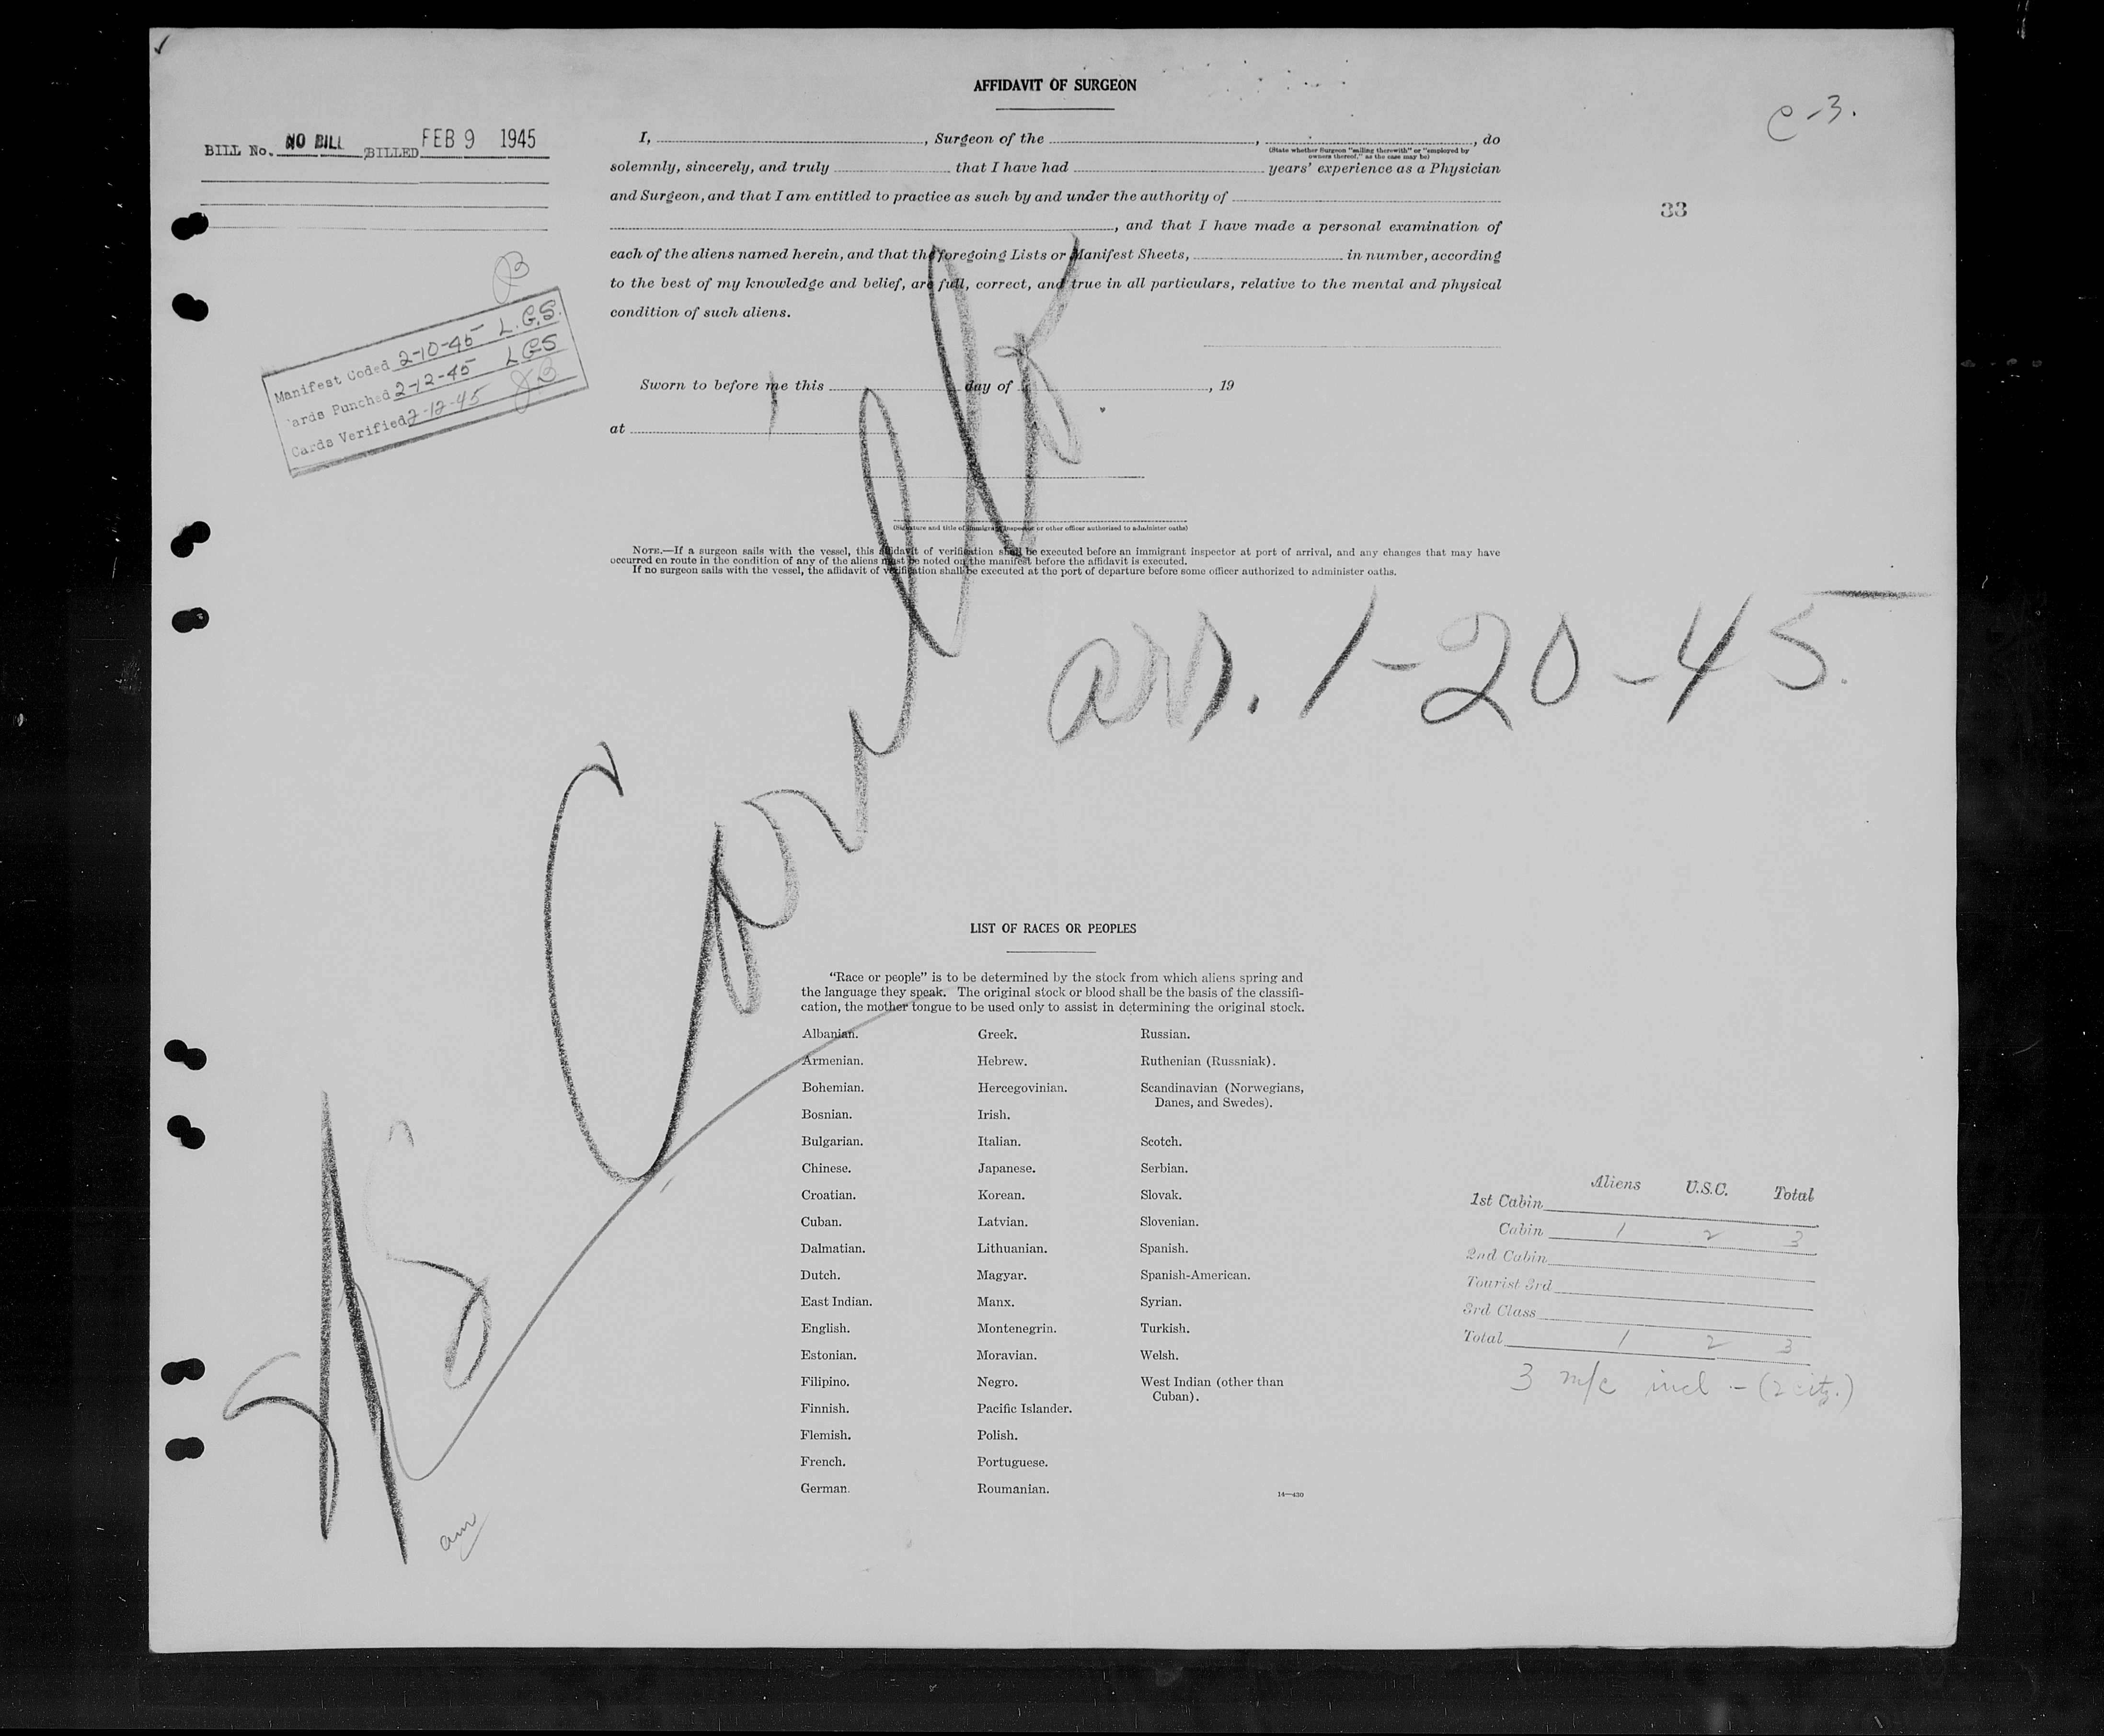 AFFIDAVIT OF SURGEON
C-3.
BILL No. NO BILL BILLED FEB 9 1945
33
I, , Surgeon of the , , do
(State whether Surgeon "sailing therewith" or "employed by
owners thereof," as the case may be)
solemnly, sincerely, and truly that I have had years' experience as a Physician
and Surgeon, and that I am entitled to practice as such by and under the authority of
, and that I have made a personal examination of
each of the aliens named herein, and that the foregoing Lists or Manifest Sheets, in number, according
to the best of my knowledge and belief, are full, correct, and true in all particulars, relative to the mental and physical
condition of such aliens.
Manifest Coded 2-10-45 L.G.S.
Cards Punched 2-12-45 LGS
Cards Verified 2-12-45 JB
Sworn to before me this day of , 19
at
(Signature and title of immigrant inspector or other officer authorized to administer oaths)
NOTE.—If a surgeon sails with the vessel, this affidavit of verification shall be executed before an immigrant inspector at port of arrival, and any changes that may have
occurred en route in the condition of any of the aliens must be noted on the manifest before the affidavit is executed.
If no surgeon sails with the vessel, the affidavit of verification shall be executed at the port of departure before some officer authorized to administer oaths.
arr. 1-20-45
LIST OF RACES OR PEOPLES
"Race or people" is to be determined by the stock from which aliens spring and
the language they speak. The original stock or blood shall be the basis of the classifi-
cation, the mother tongue to be used only to assist in determining the original stock.
Albanian.
Armenian.
Bohemian.
Bosnian.
Bulgarian.
Chinese.
Croatian.
Cuban.
Dalmatian.
Dutch.
East Indian.
English.
Estonian.
Filipino.
Finnish.
Flemish.
French.
German.
Greek.
Hebrew.
Hercegovinian.
Irish.
Italian.
Japanese.
Korean.
Latvian.
Lithuanian.
Magyar.
Manx.
Montenegrin.
Moravian.
Negro.
Pacific Islander.
Polish.
Portuguese.
Roumanian.
Russian.
Ruthenian (Russniak).
Scandinavian (Norwegians,
Danes, and Swedes).
Scotch.
Serbian.
Slovak.
Slovenian.
Spanish.
Spanish-American.
Syrian.
Turkish.
Welsh.
West Indian (other than
Cuban).
14—430
Aliens U.S.C. Total
1st Cabin
Cabin 1 2 3
2nd Cabin
Tourist 3rd
3rd Class
Total 1 2 3
3 m/c incl - (2 citz.)
am